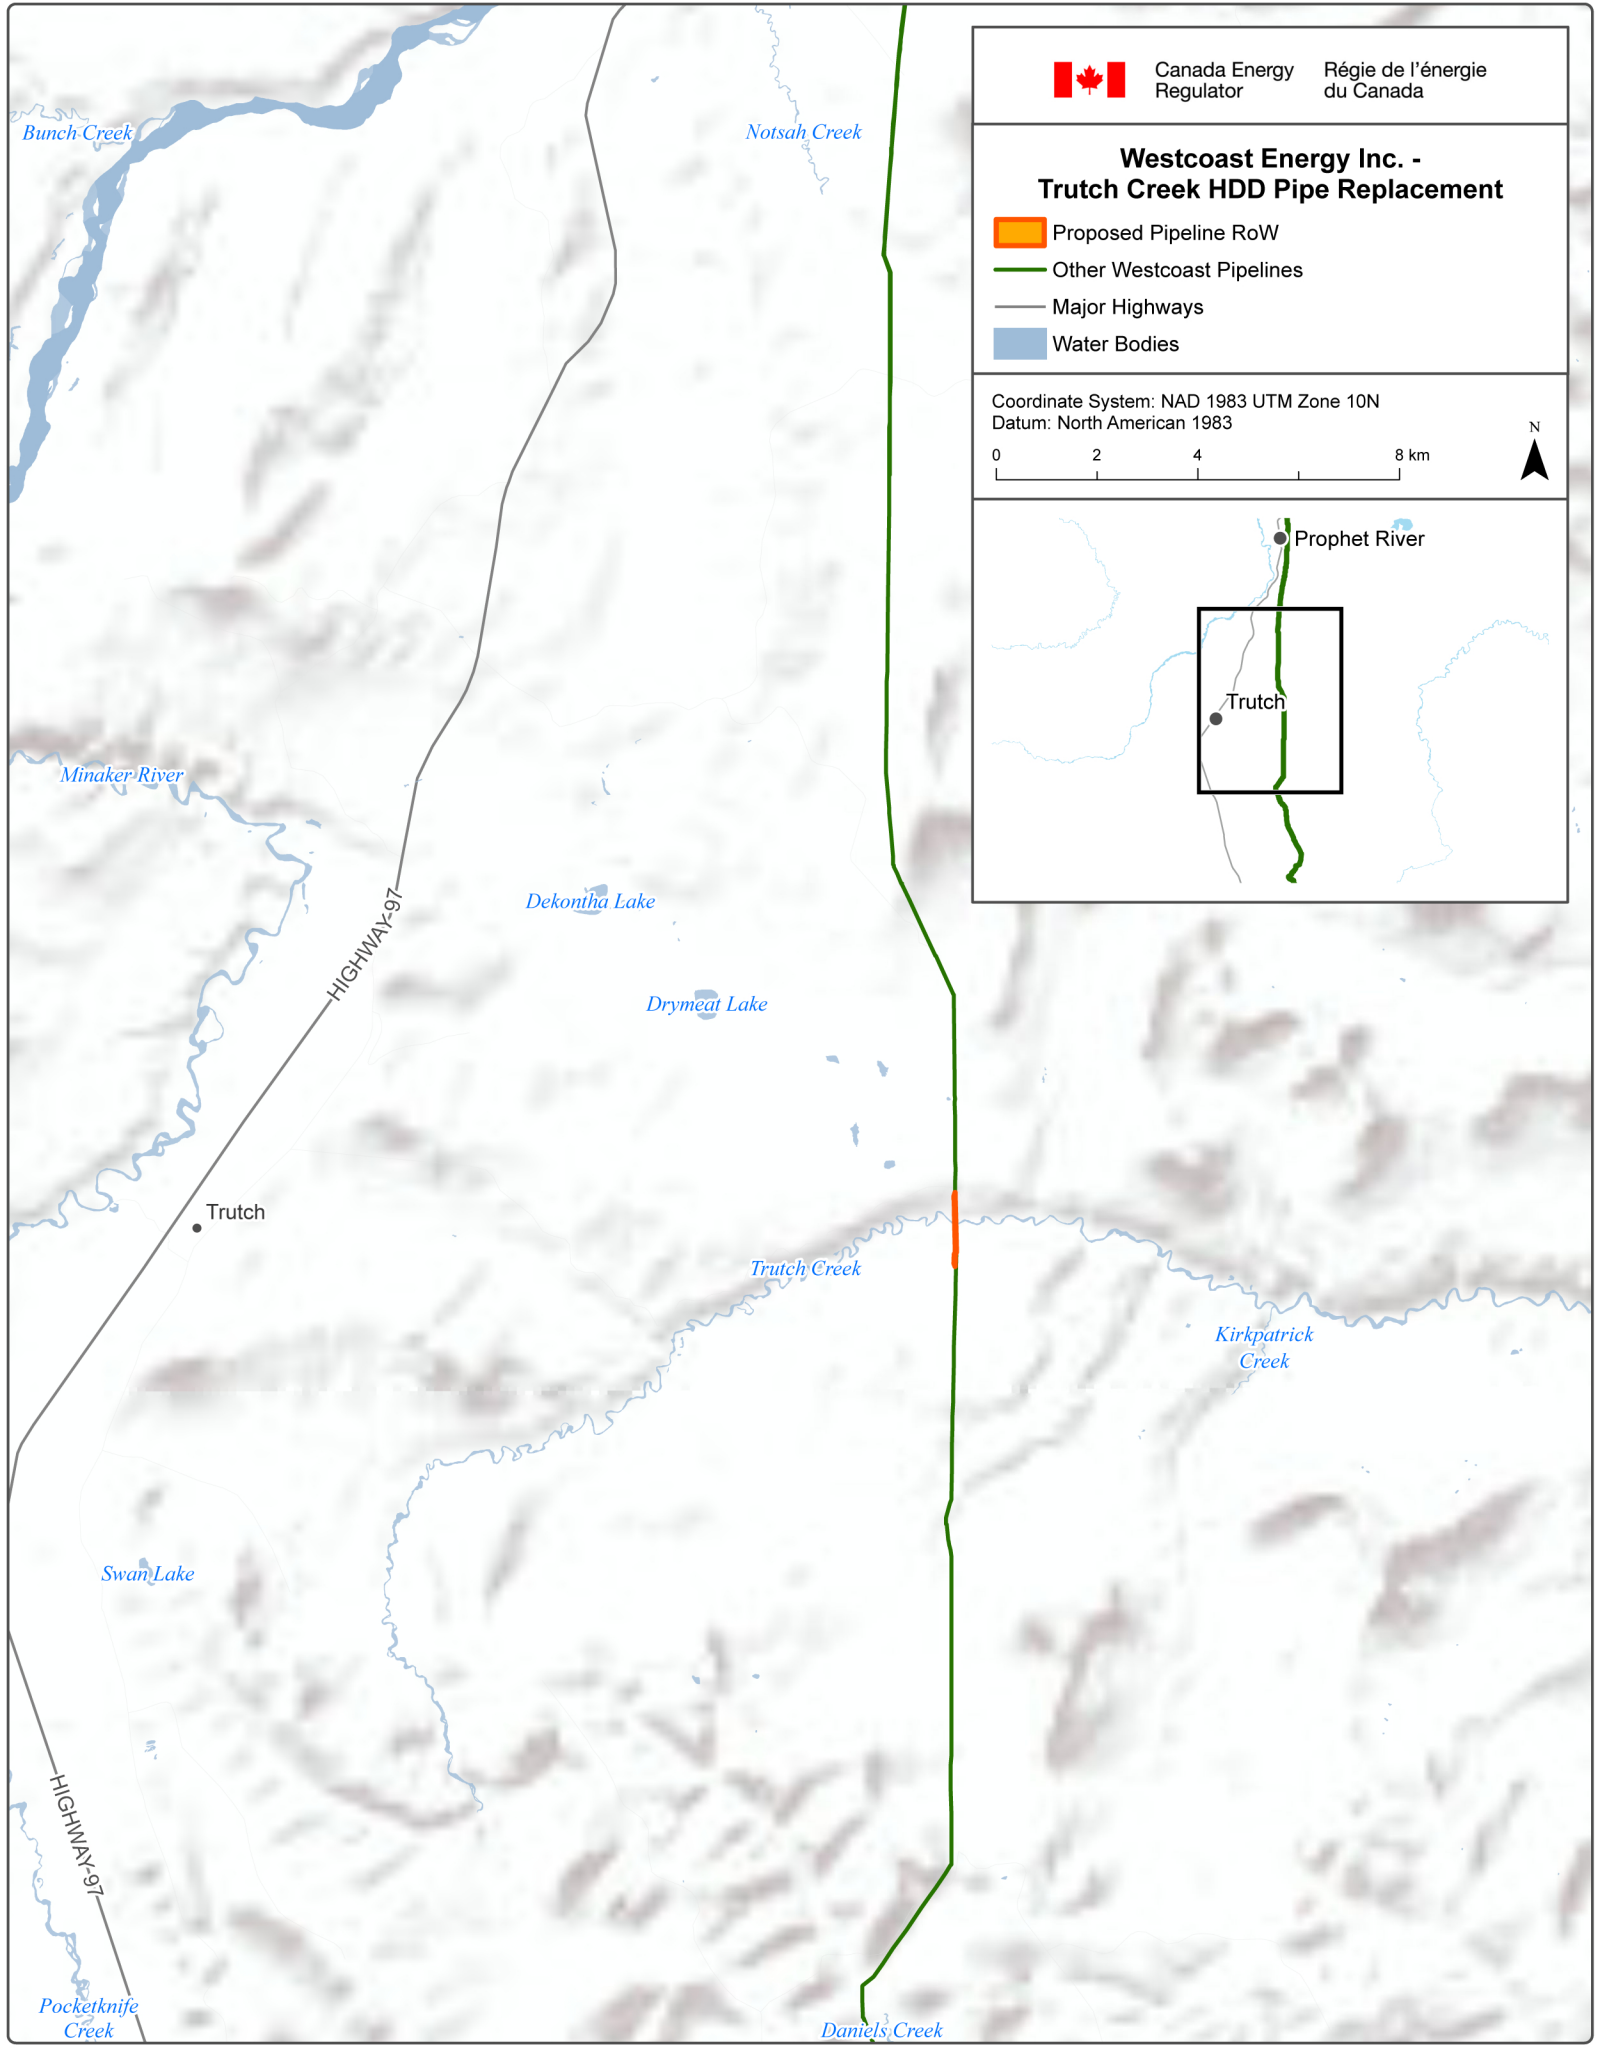 Canada Energy
Regulator
Régie de l'énergie
du Canada
Westcoast Energy Inc. -
Trutch Creek HDD Pipe Replacement
Proposed Pipeline RoW
Other Westcoast Pipelines
Major Highways
Water Bodies
Coordinate System: NAD 1983 UTM Zone 10N
Datum: North American 1983
0 2 4 8 km
N
Prophet River
Trutch
Bunch Creek
Notsah Creek
Minaker River
Dekontha Lake
HIGHWAY-97
Drymeat Lake
Trutch
Trutch Creek
Kirkpatrick
Creek
Swan Lake
HIGHWAY-97
Pocketknife
Creek
Daniels Creek